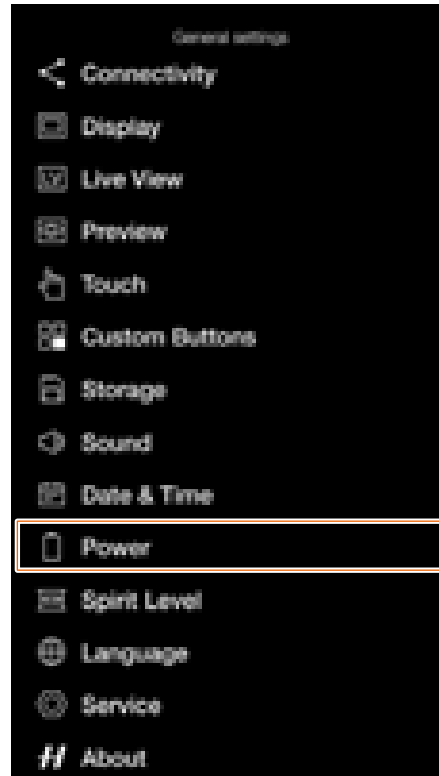 General settings
Connectivity
Display
Live View
Preview
Touch
Custom Buttons
Storage
Sound
Date & Time
Power
Spirit Level
Language
Service
About